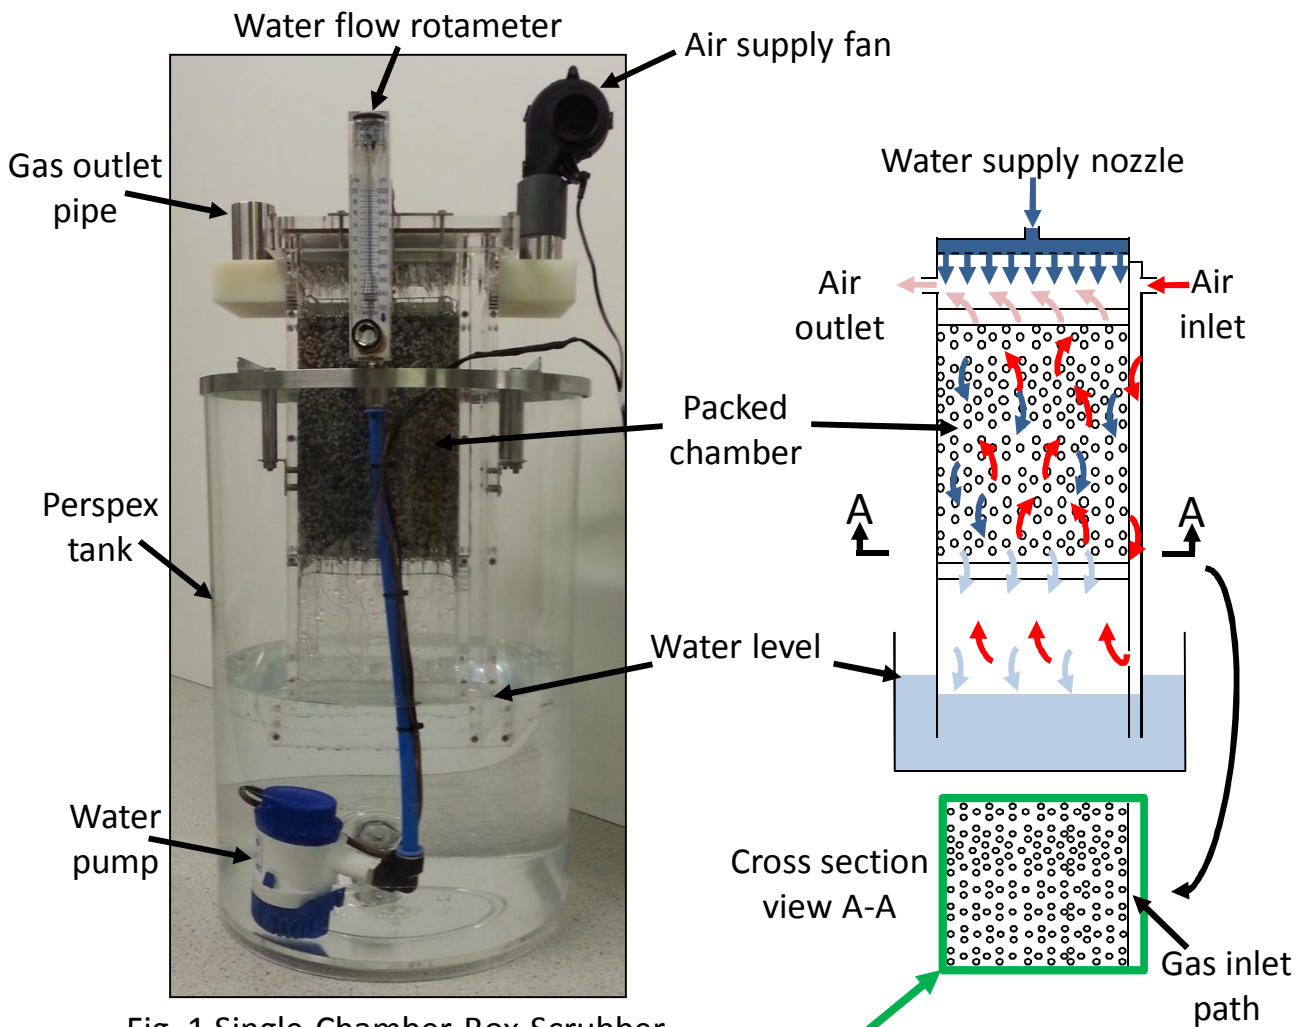 Water flow rotameter
Air supply fan
Gas outlet
pipe
Water supply nozzle
Air
outlet
Air
inlet
Packed
chamber
A
A
Perspex
tank
Water level
Water
pump
Cross section
view A-A
Gas inlet
path
Fig. 1 Single Chamber Box Scrubber